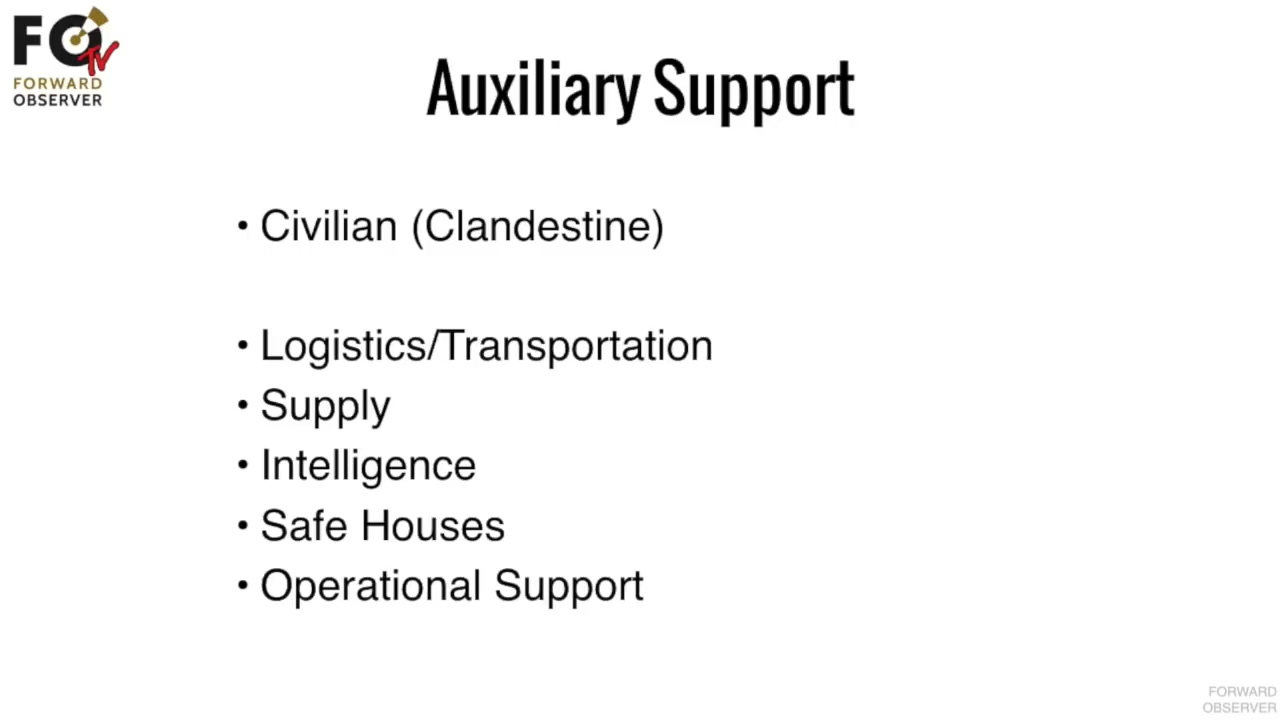 FO
TV
FORWARD
OBSERVER
Auxiliary Support
• Civilian (Clandestine)
• Logistics/Transportation
• Supply
• Intelligence
• Safe Houses
• Operational Support
FORWARD
OBSERVER